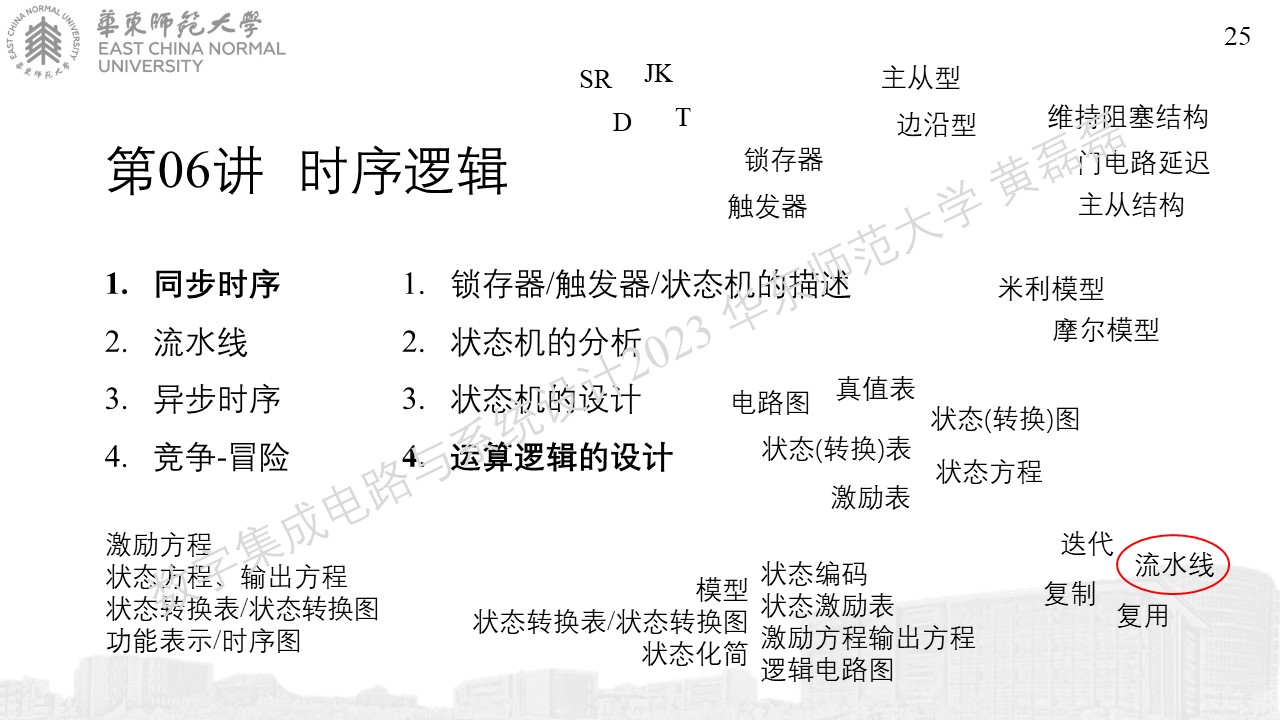 華東師范大學
EAST CHINA NORMAL
UNIVERSITY
EAST CHINA NORMAL UNIVERSITY
華東師范大學
25
SR
JK
D
T
主从型
边沿型
维持阻塞结构
锁存器
门电路延迟
触发器
主从结构
第06讲 时序逻辑
1. 同步时序
2. 流水线
3. 异步时序
4. 竞争-冒险
1. 锁存器/触发器/状态机的描述
2. 状态机的分析
3. 状态机的设计
4. 运算逻辑的设计
米利模型
摩尔模型
电路图
真值表
状态(转换)图
状态(转换)表
状态方程
激励表
激励方程
状态方程、输出方程
状态转换表/状态转换图
功能表示/时序图
模型
状态转换表/状态转换图
状态化简
状态编码
状态激励表
激励方程输出方程
逻辑电路图
迭代
流水线
复制
复用
数字集成电路与系统设计2023 华东师范大学 黄磊磊